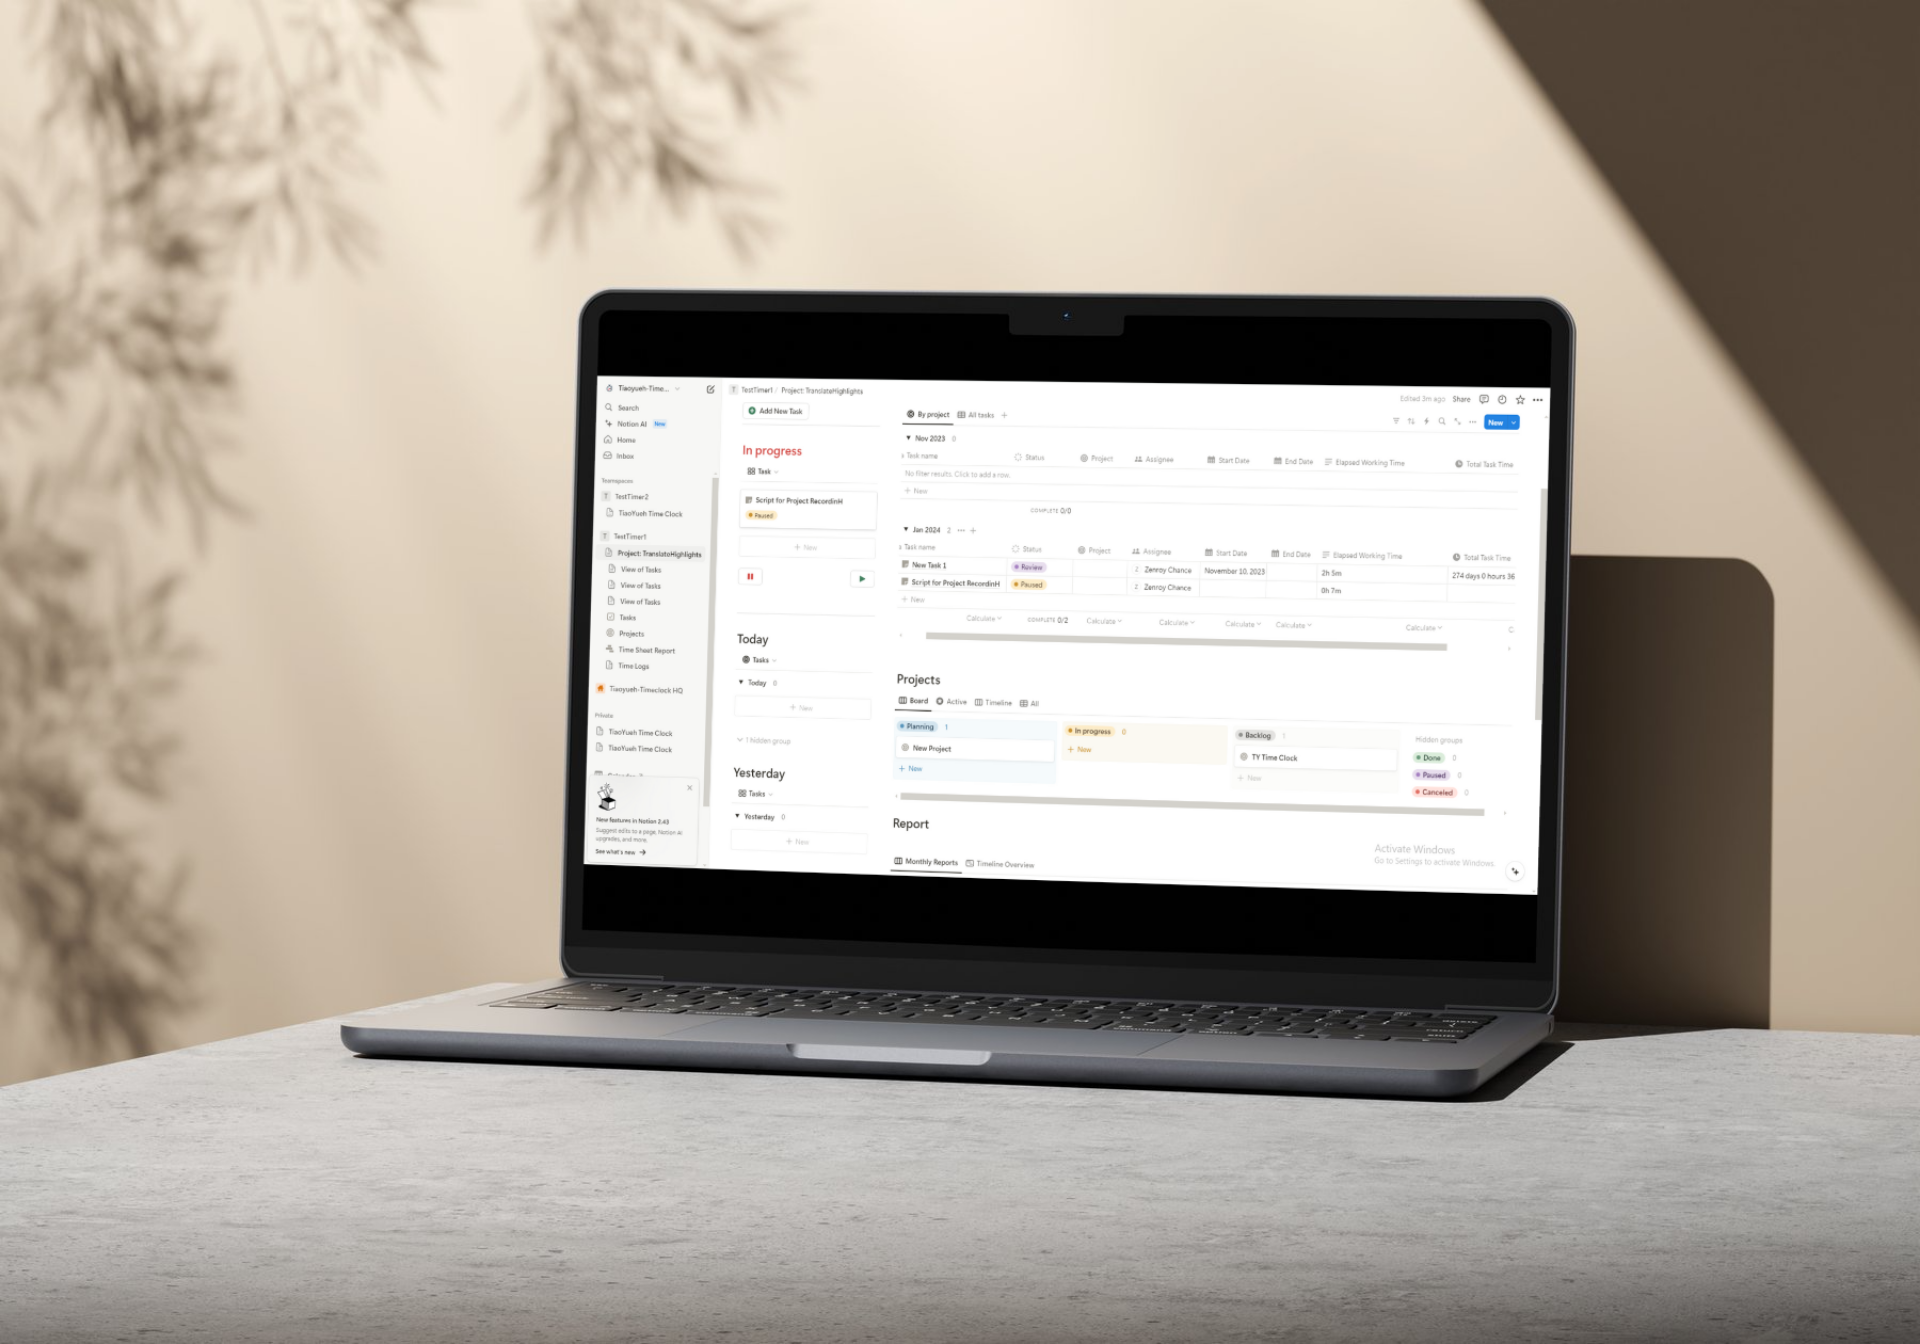 Tiaoyueh-Time...
Search
Notion AI New
Home
Inbox
Teamspaces
T TestTimer2
TiaoYueh Time Clock
T TestTimer1
Project: TranslateHighlights
View of Tasks
View of Tasks
View of Tasks
Tasks
Projects
Time Sheet Report
Time Logs
Tiaoyueh-Timeclock HQ
Private
TiaoYueh Time Clock
TiaoYueh Time Clock
New features in Notion 2.43
Suggest edits to a page, Notion AI
upgrades, and more.
See what's new →
T TestTimer1 / Project: TranslateHighlights
Edited 3m ago Share
Add New Task
In progress
Task
Script for Project RecordinH
Paused
+ New
Today
Tasks
Today 0
+ New
1 hidden group
Yesterday
Tasks
Yesterday 0
+ New
By project All tasks +
New
Nov 2023 0
Task name Status Project Assignee Start Date End Date Elapsed Working Time Total Task Time
No filter results. Click to add a row.
+ New
COMPLETE 0/0
Jan 2024 2 ... +
Task name Status Project Assignee Start Date End Date Elapsed Working Time Total Task Time
New Task 1 Review Z Zenroy Chance November 10, 2023 2h 5m 274 days 0 hours 36
Script for Project RecordinH Paused Z Zenroy Chance 0h 7m
+ New
Calculate COMPLETE 0/2 Calculate Calculate Calculate Calculate Calculate C
Projects
Board Active Timeline All
Planning 1 In progress 0 Backlog 1 Hidden groups
New Project + New TY Time Clock Done 0
+ New + New Paused 0
Canceled 0
Report
Monthly Reports Timeline Overview
Activate Windows
Go to Settings to activate Windows.